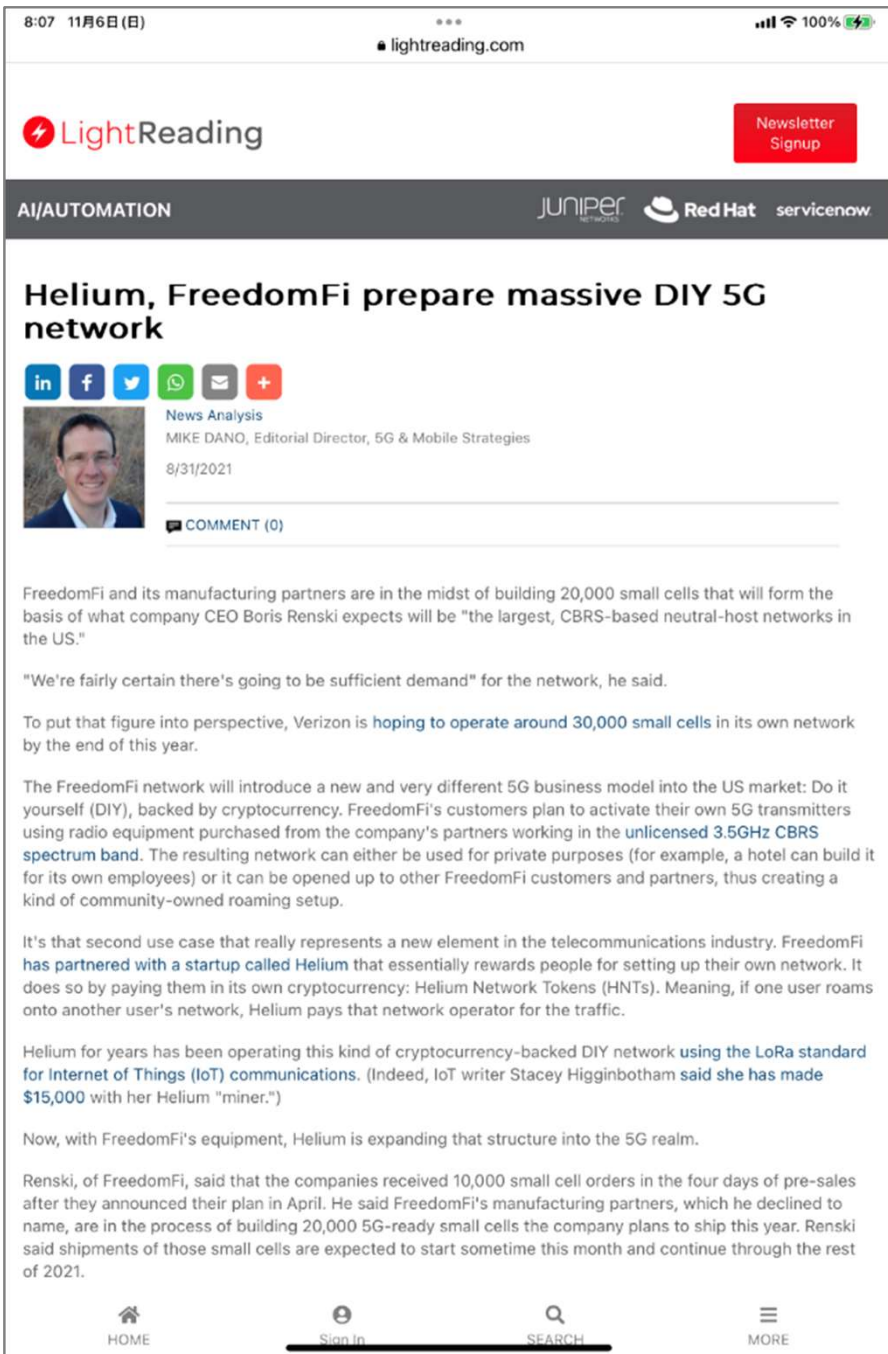 8:07 11月6日(日)
100%
lightreading.com
LightReading
Newsletter
Signup
AI/AUTOMATION
JUNIPER
NETWORKS
Red Hat
servicenow
Helium, FreedomFi prepare massive DIY 5G
network
in
f
News Analysis
MIKE DANO, Editorial Director, 5G & Mobile Strategies
8/31/2021
COMMENT (0)
FreedomFi and its manufacturing partners are in the midst of building 20,000 small cells that will form the
basis of what company CEO Boris Renski expects will be "the largest, CBRS-based neutral-host networks in
the US."
"We're fairly certain there's going to be sufficient demand" for the network, he said.
To put that figure into perspective, Verizon is hoping to operate around 30,000 small cells in its own network
by the end of this year.
The FreedomFi network will introduce a new and very different 5G business model into the US market: Do it
yourself (DIY), backed by cryptocurrency. FreedomFi's customers plan to activate their own 5G transmitters
using radio equipment purchased from the company's partners working in the unlicensed 3.5GHz CBRS
spectrum band. The resulting network can either be used for private purposes (for example, a hotel can build it
for its own employees) or it can be opened up to other FreedomFi customers and partners, thus creating a
kind of community-owned roaming setup.
It's that second use case that really represents a new element in the telecommunications industry. FreedomFi
has partnered with a startup called Helium that essentially rewards people for setting up their own network. It
does so by paying them in its own cryptocurrency: Helium Network Tokens (HNTs). Meaning, if one user roams
onto another user's network, Helium pays that network operator for the traffic.
Helium for years has been operating this kind of cryptocurrency-backed DIY network using the LoRa standard
for Internet of Things (IoT) communications. (Indeed, IoT writer Stacey Higginbotham said she has made
$15,000 with her Helium "miner.")
Now, with FreedomFi's equipment, Helium is expanding that structure into the 5G realm.
Renski, of FreedomFi, said that the companies received 10,000 small cell orders in the four days of pre-sales
after they announced their plan in April. He said FreedomFi's manufacturing partners, which he declined to
name, are in the process of building 20,000 5G-ready small cells the company plans to ship this year. Renski
said shipments of those small cells are expected to start sometime this month and continue through the rest
of 2021.
HOME
Sign In
SEARCH
MORE